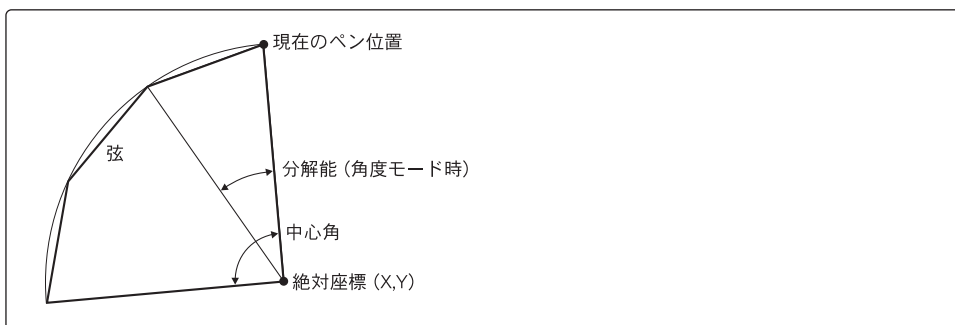 現在のペン位置
弦
分解能 (角度モード時)
中心角
絶対座標 (X,Y)